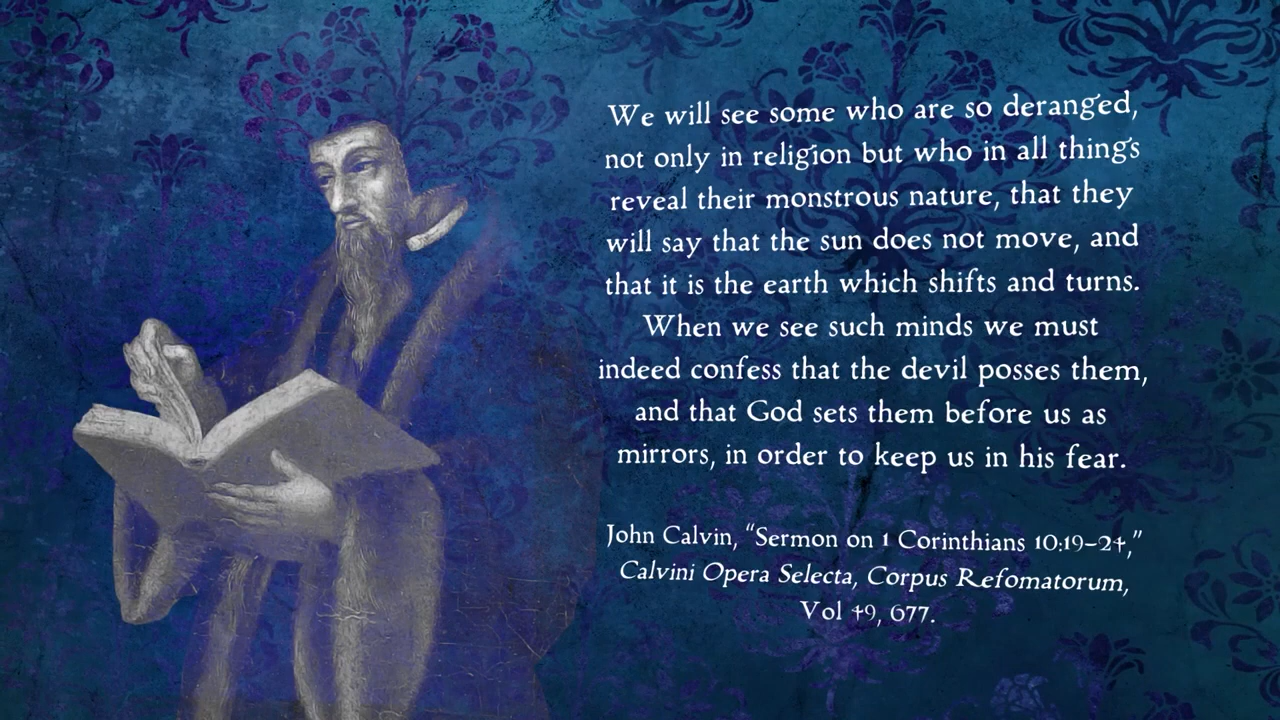 We will see some who are so deranged,
not only in religion but who in all things
reveal their monstrous nature, that they
will say that the sun does not move, and
that it is the earth which shifts and turns.
When we see such minds we must
indeed confess that the devil posses them,
and that God sets them before us as
mirrors, in order to keep us in his fear.
John Calvin, “Sermon on 1 Corinthians 10:19–24,”
Calvini Opera Selecta, Corpus Refomatorum,
Vol 49, 677.